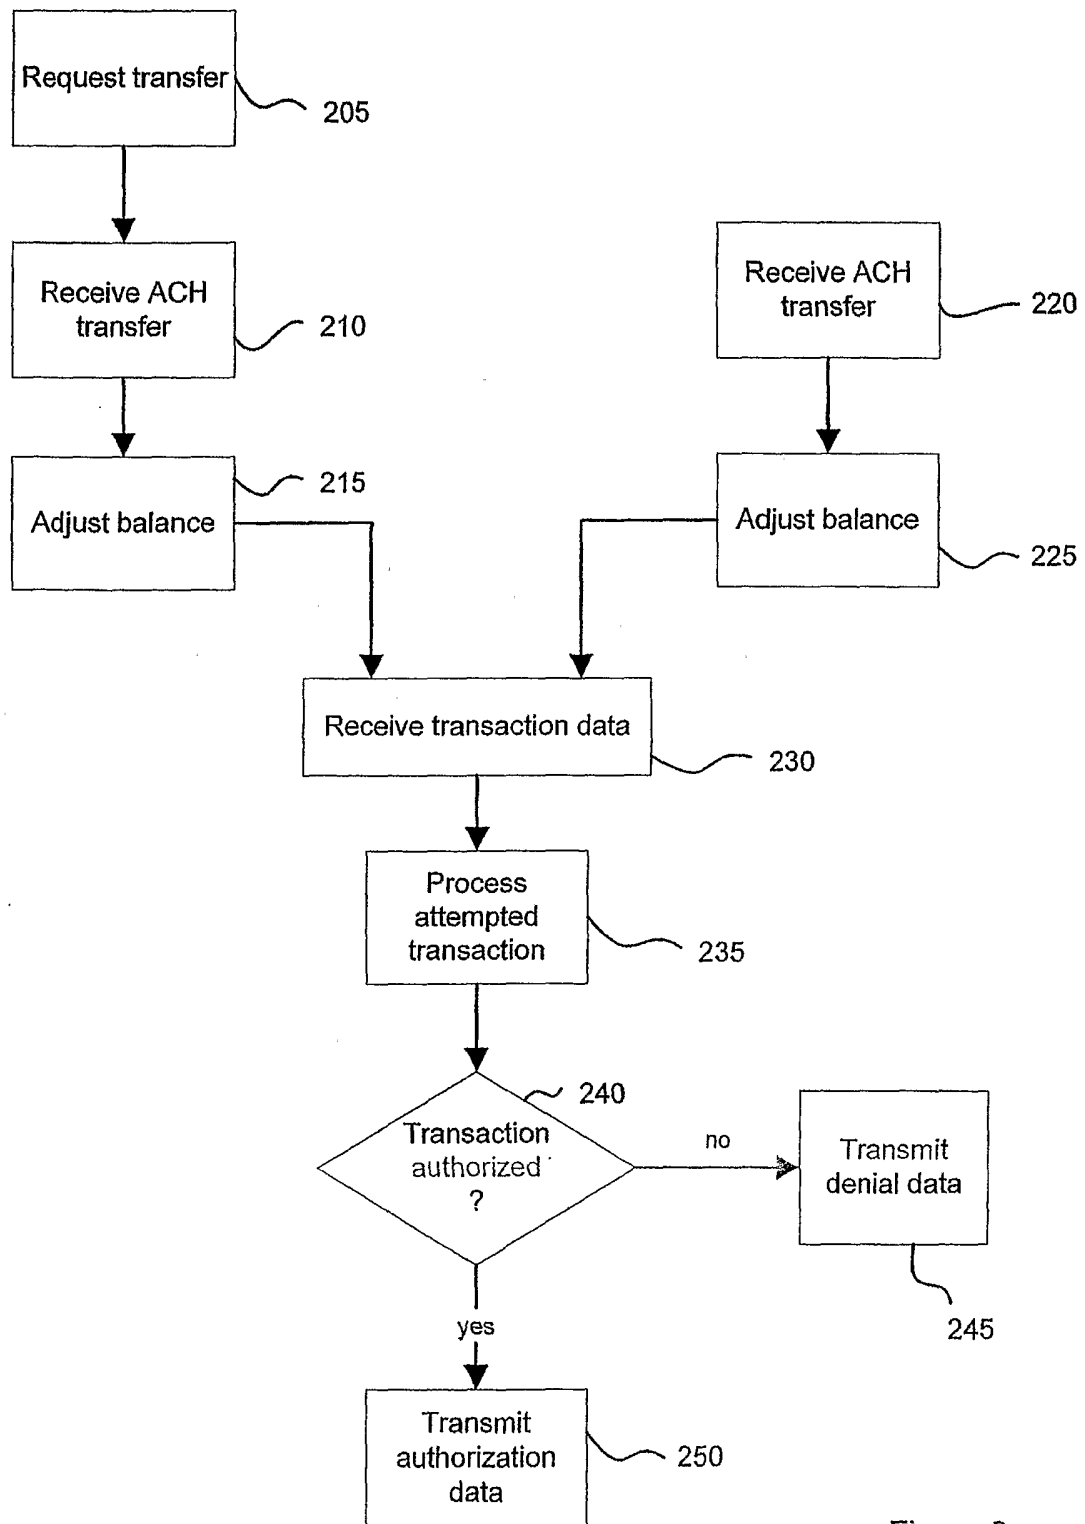 Request transfer
205
Receive ACH
transfer
210
Receive ACH
transfer
220
Adjust balance
215
Adjust balance
225
Receive transaction data
230
Process
attempted
transaction
235
Transaction
authorized
?
240
no
Transmit
denial data
245
yes
Transmit
authorization
data
250